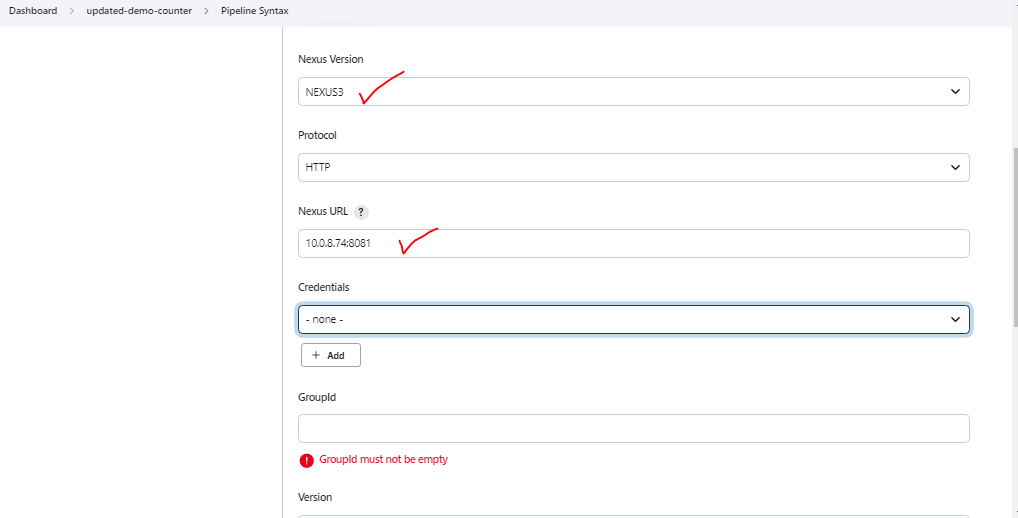 Dashboard > updated-demo-counter > Pipeline Syntax
Nexus Version
NEXUS3
Protocol
HTTP
Nexus URL ?
10.0.8.74:8081
Credentials
- none -
+ Add
GroupId
! GroupId must not be empty
Version